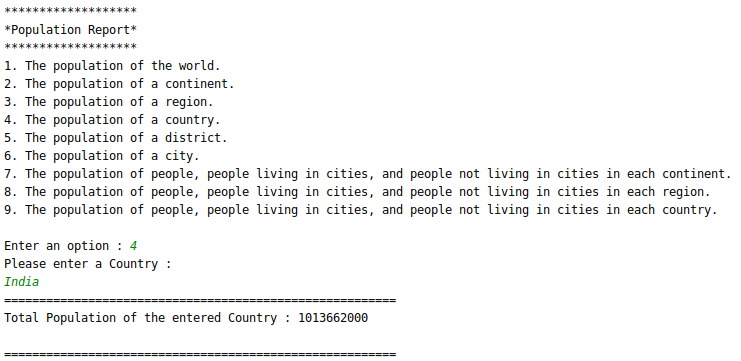 *******************
*Population Report*
*******************
1. The population of the world.
2. The population of a continent.
3. The population of a region.
4. The population of a country.
5. The population of a district.
6. The population of a city.
7. The population of people, people living in cities, and people not living in cities in each continent.
8. The population of people, people living in cities, and people not living in cities in each region.
9. The population of people, people living in cities, and people not living in cities in each country.
Enter an option : 4
Please enter a Country :
India
========================================================
Total Population of the entered Country : 1013662000
========================================================